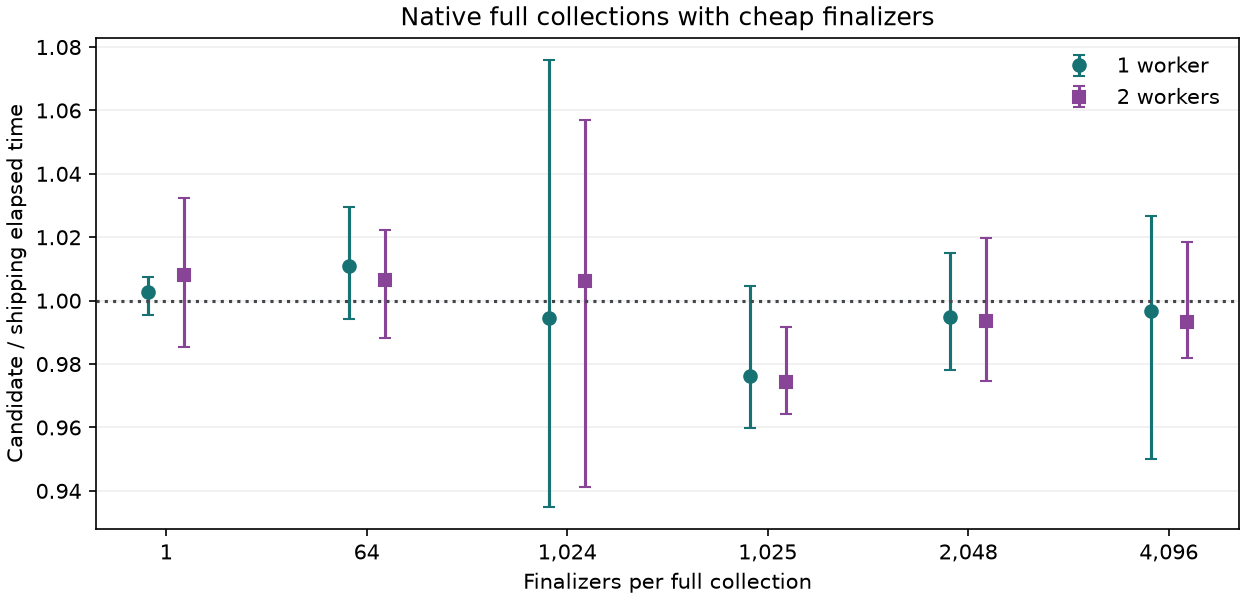 Native full collections with cheap finalizers
Candidate / shipping elapsed time
1.08
1.06
1.04
1.02
1.00
0.98
0.96
0.94
1 worker
2 workers
1
64
1,024
1,025
2,048
4,096
Finalizers per full collection